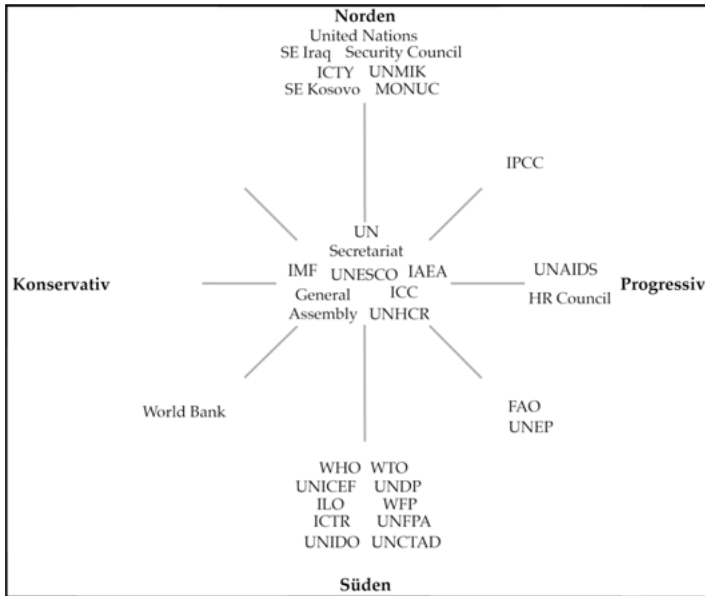 Norden
United Nations
SE Iraq Security Council
ICTY UNMIK
SE Kosovo MONUC
IPCC
UN
Secretariat
IMF UNESCO IAEA
UNAIDS
Konservativ
Progressiv
General ICC
HR Council
Assembly UNHCR
World Bank
FAO
UNEP
WHO WTO
UNICEF UNDP
ILO WFP
ICTR UNFPA
UNIDO UNCTAD
Süden